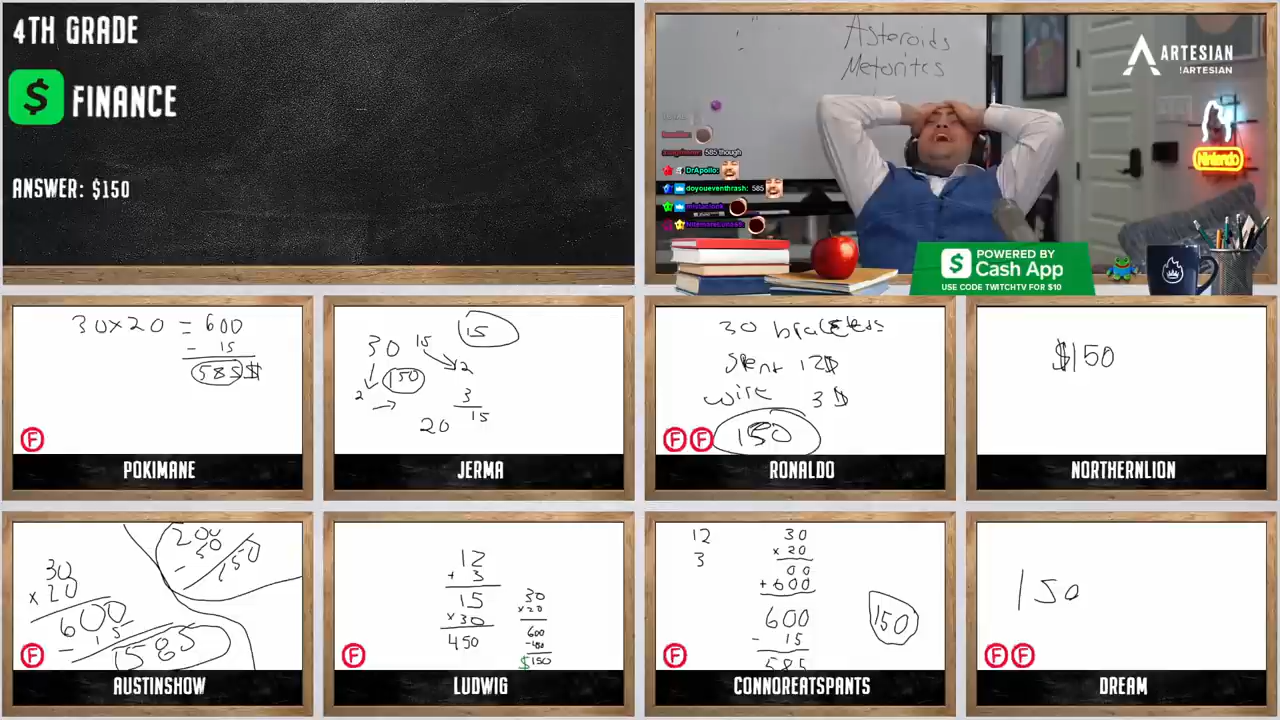 4TH GRADE
$ FINANCE
ANSWER: $150
Asteroids
Metorites
ARTESIAN
!ARTESIAN
Nintendo
585 though
DrApollo:
doyoueventhrash: 585
POWERED BY
$ Cash App
USE CODE TWITCHTV FOR $10
30x20 = 600
- 15
585$
F
POKIMANE
15
30 15
150 2
2
3
15
20
JERMA
30 bracelets
spent 12$
wire 3$
150
F F
RONALDO
$150
NORTHERNLION
200
- 50
150
30
x 20
600
- 15
585
F
AUSTINSHOW
12
+ 3
15
x 30
450
30
x20
600
- 450
$150
F
LUDWIG
12
3
30
x 20
00
+ 600
600
- 15
585
150
F
CONNOREATSPANTS
150
F F
DREAM